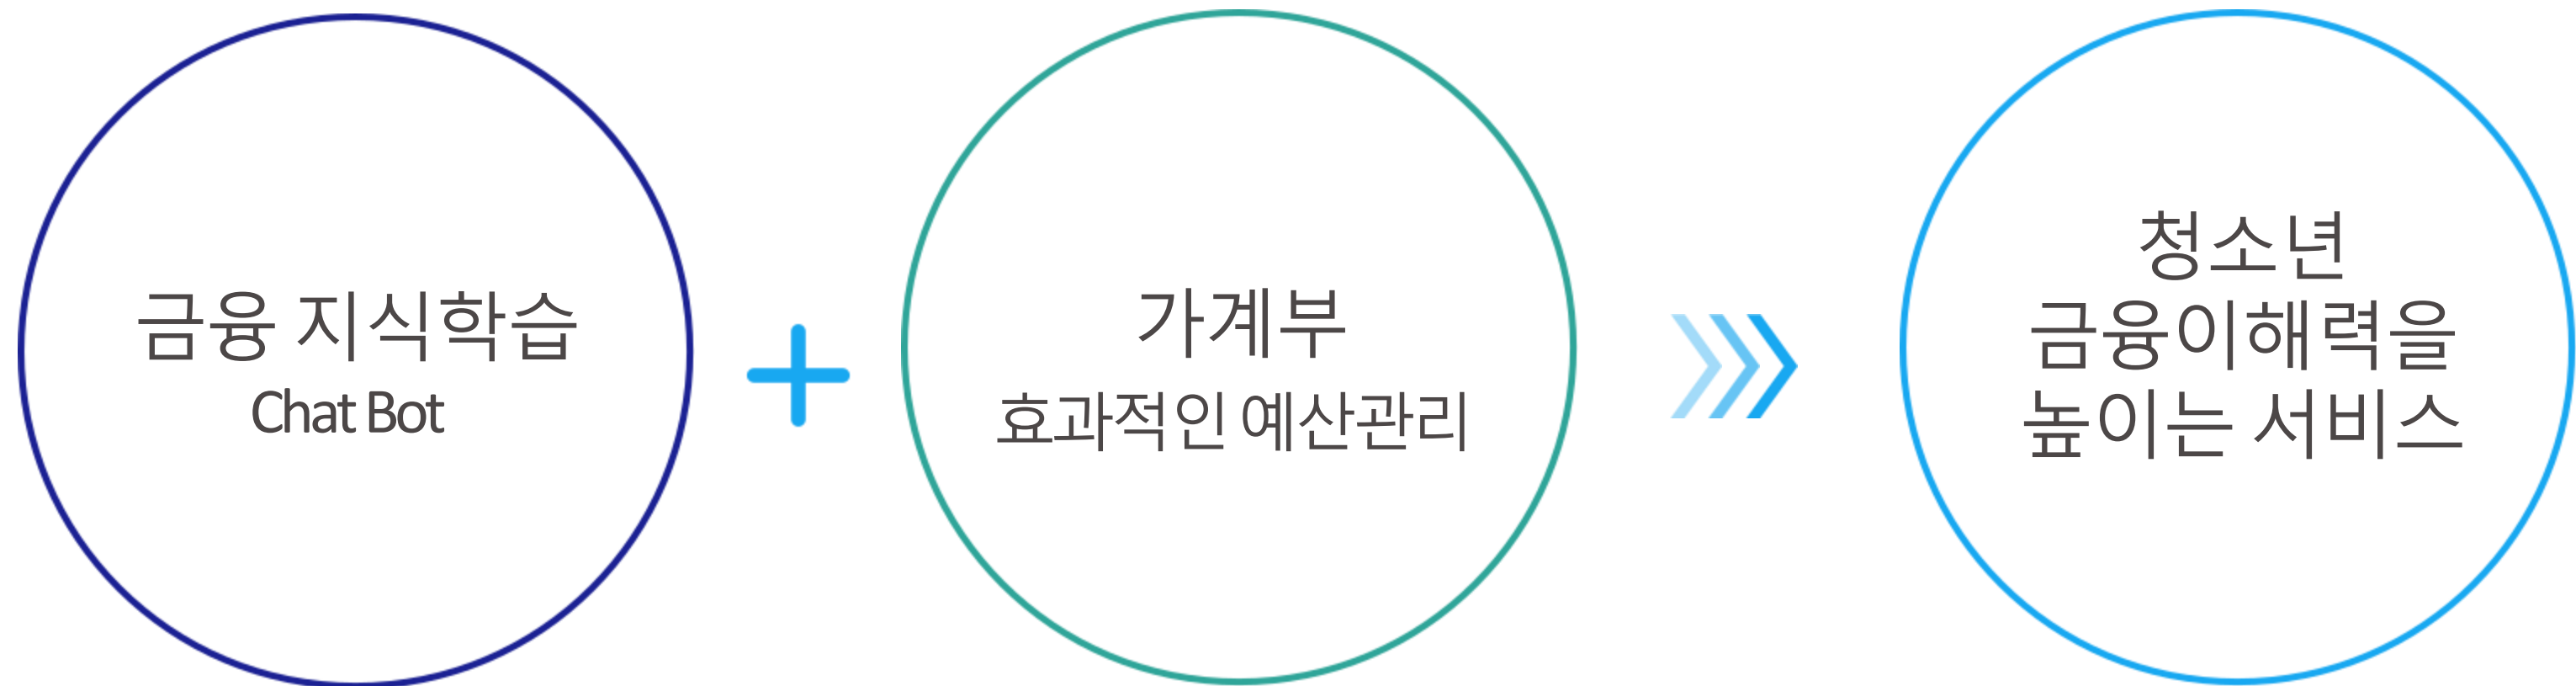 금융 지식학습
Chat Bot
가계부
효과적인 예산관리
청소년
금융이해력을
높이는 서비스